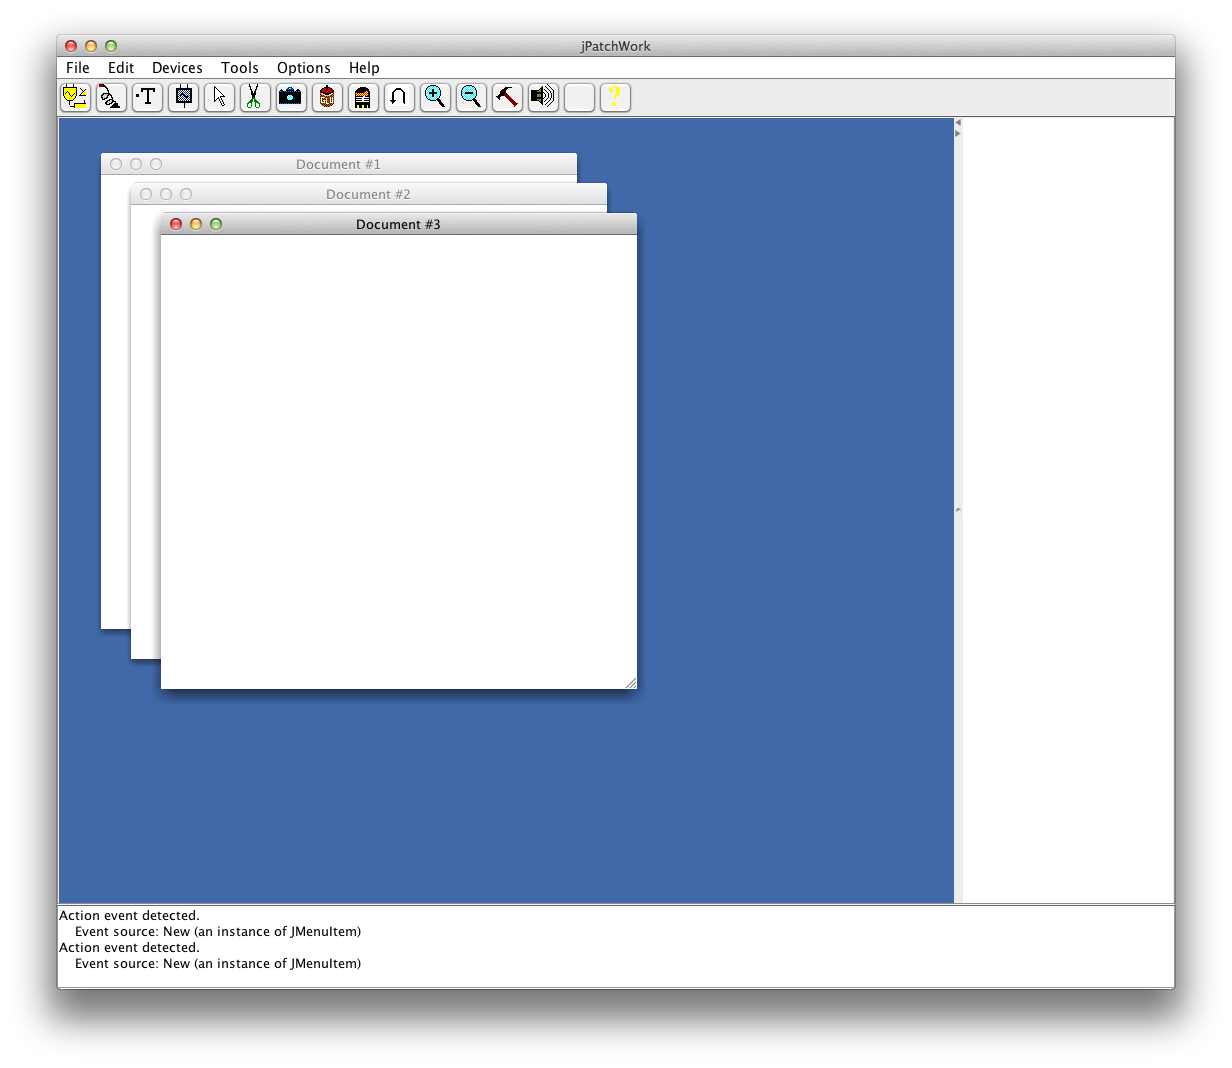 jPatchWork
File Edit Devices Tools Options Help
·T GLU ?
Document #1
Document #2
Document #3
Action event detected.
Event source: New (an instance of JMenuItem)
Action event detected.
Event source: New (an instance of JMenuItem)